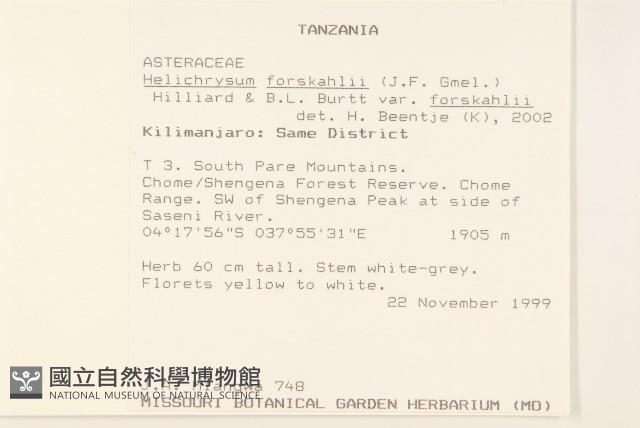 TANZANIA
ASTERACEAE
Helichrysum forskahlii (J.F. Gmel.)
Hilliard & B.L. Burtt var. forskahlii
det. H. Beentje (K), 2002
Kilimanjaro: Same District
T 3. South Pare Mountains.
Chome/Shengena Forest Reserve. Chome
Range. SW of Shengena Peak at side of
Saseni River.
04°17'56"S 037°55'31"E 1905 m
Herb 60 cm tall. Stem white-grey.
Florets yellow to white.
22 November 1999
國立自然科學博物館
NATIONAL MUSEUM OF NATURAL SCIENCE
748
MISSOURI BOTANICAL GARDEN HERBARIUM (MO)